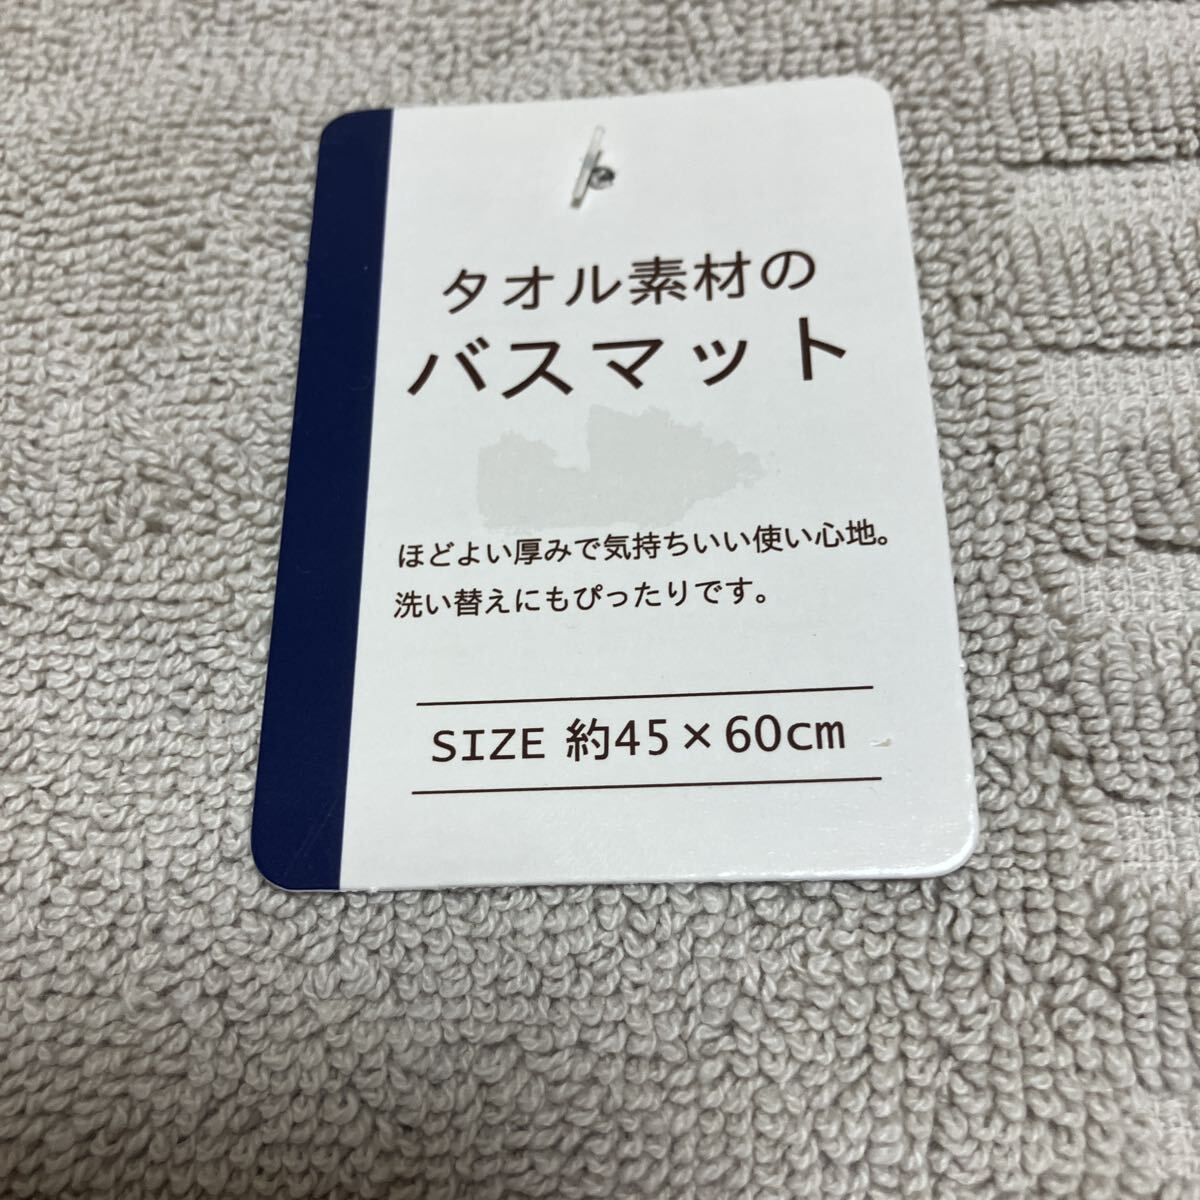 タオル素材の
バスマット
ほどよい厚みで気持ちいい使い心地。
洗い替えにもぴったりです。
SIZE 約45×60cm